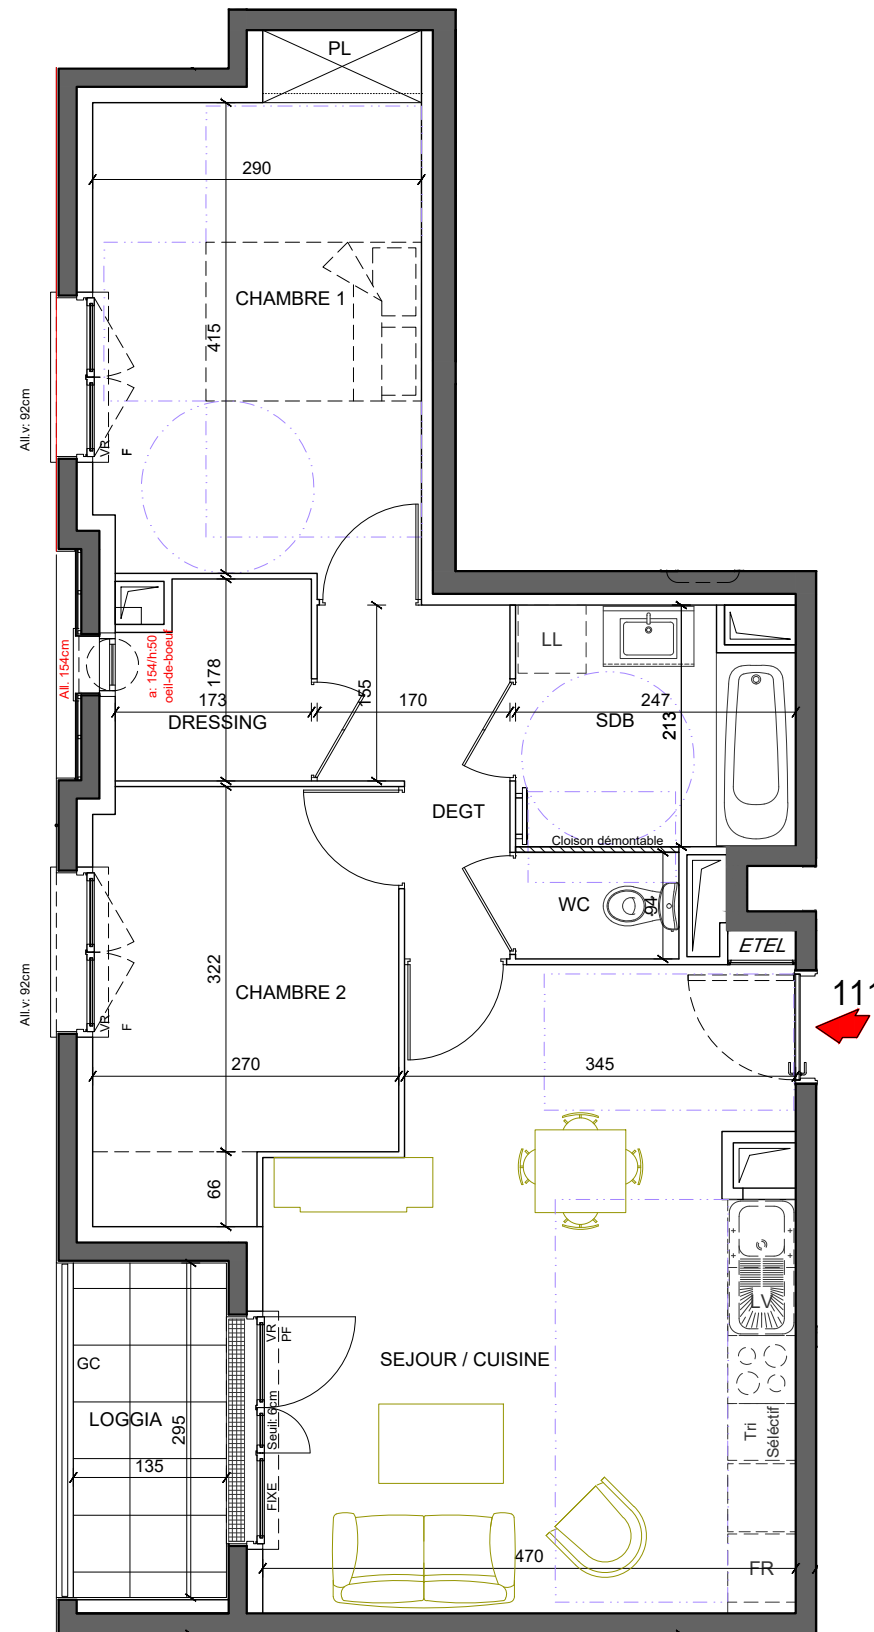 PL
290
CHAMBRE 1
415
All.v: 92cm
VR
F
All. 154cm
a: 154/h:50
oeil-de-boeuf
178
173
DRESSING
155
170
LL
SDB
247
213
DEGT
Cloison démontable
WC
94
ETEL
111
322
CHAMBRE 2
All.v: 92cm
VR
F
270
345
66
GC
LOGGIA
295
135
VR
PF
Seuil: 6cm
FIXE
SEJOUR / CUISINE
LV
Tri
Séléctif
FR
470